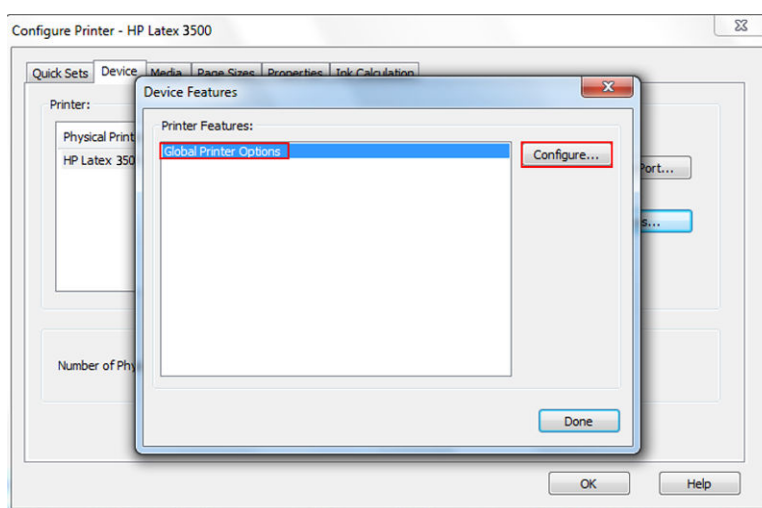 Configure Printer - HP Latex 3500
Quick Sets Device Media Page Sizes Properties Ink Calculation
Device Features
Printer:
Printer Features:
Physical Print
Global Printer Options
Configure...
HP Latex 350
Port...
s...
Number of Phy
Done
OK Help